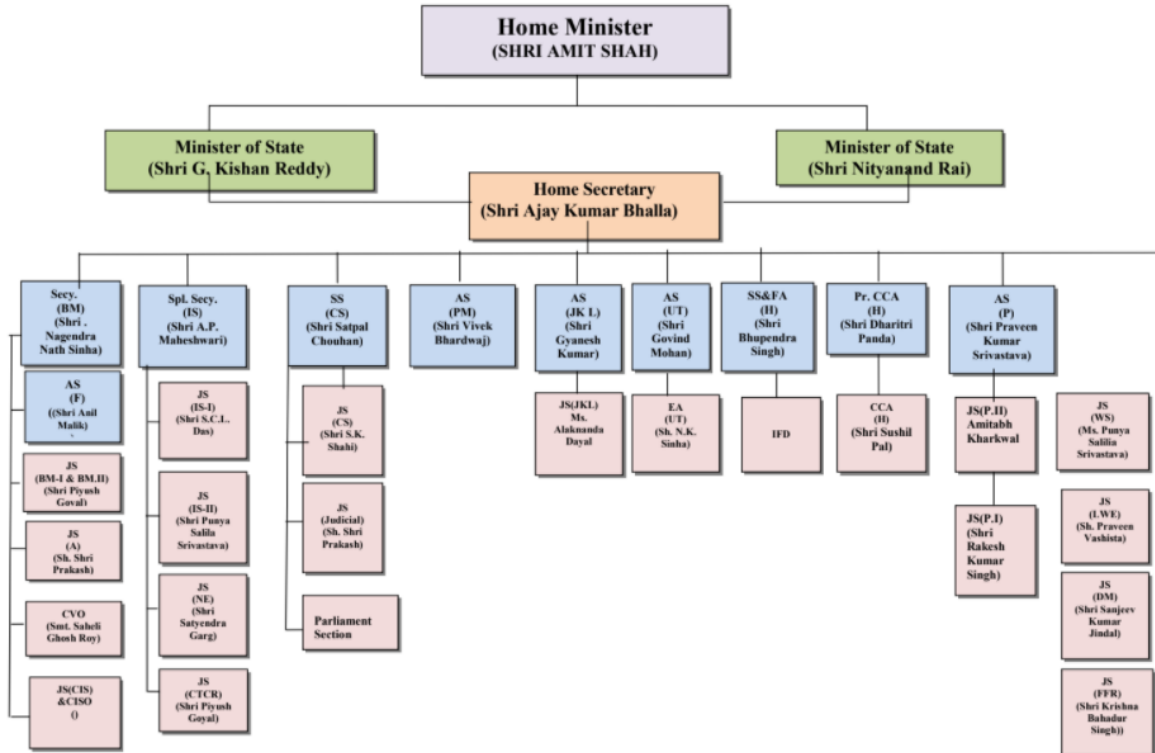 Home Minister
(SHRI AMIT SHAH)
Minister of State
(Shri G. Kishan Reddy)
Minister of State
(Shri Nityanand Rai)
Home Secretary
(Shri Ajay Kumar Bhalla)
Secy.
(BM)
(Shri .
Nagendra
Nath Sinha)
Spl. Secy.
(IS)
(Shri A.P.
Maheshwari)
SS
(CS)
(Shri Satpal
Chouhan)
AS
(PM)
(Shri Vivek
Bhardwaj)
AS
(JK L)
(Shri
Gyanesh
Kumar)
AS
(UT)
(Shri
Govind
Mohan)
SS&FA
(H)
(Shri
Bhupendra
Singh)
Pr. CCA
(H)
(Shri Dharitri
Panda)
AS
(P)
(Shri Praveen
Kumar
Srivastava)
AS
(F)
((Shri Anil
Malik)
JS
(BM-I & BM.II)
(Shri Piyush
Goyal)
JS
(A)
(Sh. Shri
Prakash)
CVO
(Smt. Saheli
Ghosh Roy)
JS(CIS)
&CISO
()
JS
(IS-I)
(Shri S.C.L.
Das)
JS
(IS-II)
(Shri Punya
Salila
Srivastava)
JS
(NE)
(Shri
Satyendra
Garg)
JS
(CTCR)
(Shri Piyush
Goyal)
JS
(CS)
(Shri S.K.
Shahi)
JS
(Judicial)
(Sh. Shri
Prakash)
Parliament
Section
JS(JKL)
Ms.
Alaknanda
Dayal
EA
(UT)
(Sh. N.K.
Sinha)
IFD
CCA
(H)
(Shri Sushil
Pal)
JS(P.II)
Amitabh
Kharkwal
JS(P.I)
(Shri
Rakesh
Kumar
Singh)
JS
(WS)
(Ms. Punya
Salilia
Srivastava)
JS
(LWE)
(Sh. Praveen
Vashista)
JS
(DM)
(Shri Sanjeev
Kumar
Jindal)
JS
(FFR)
(Shri Krishna
Bahadur
Singh))